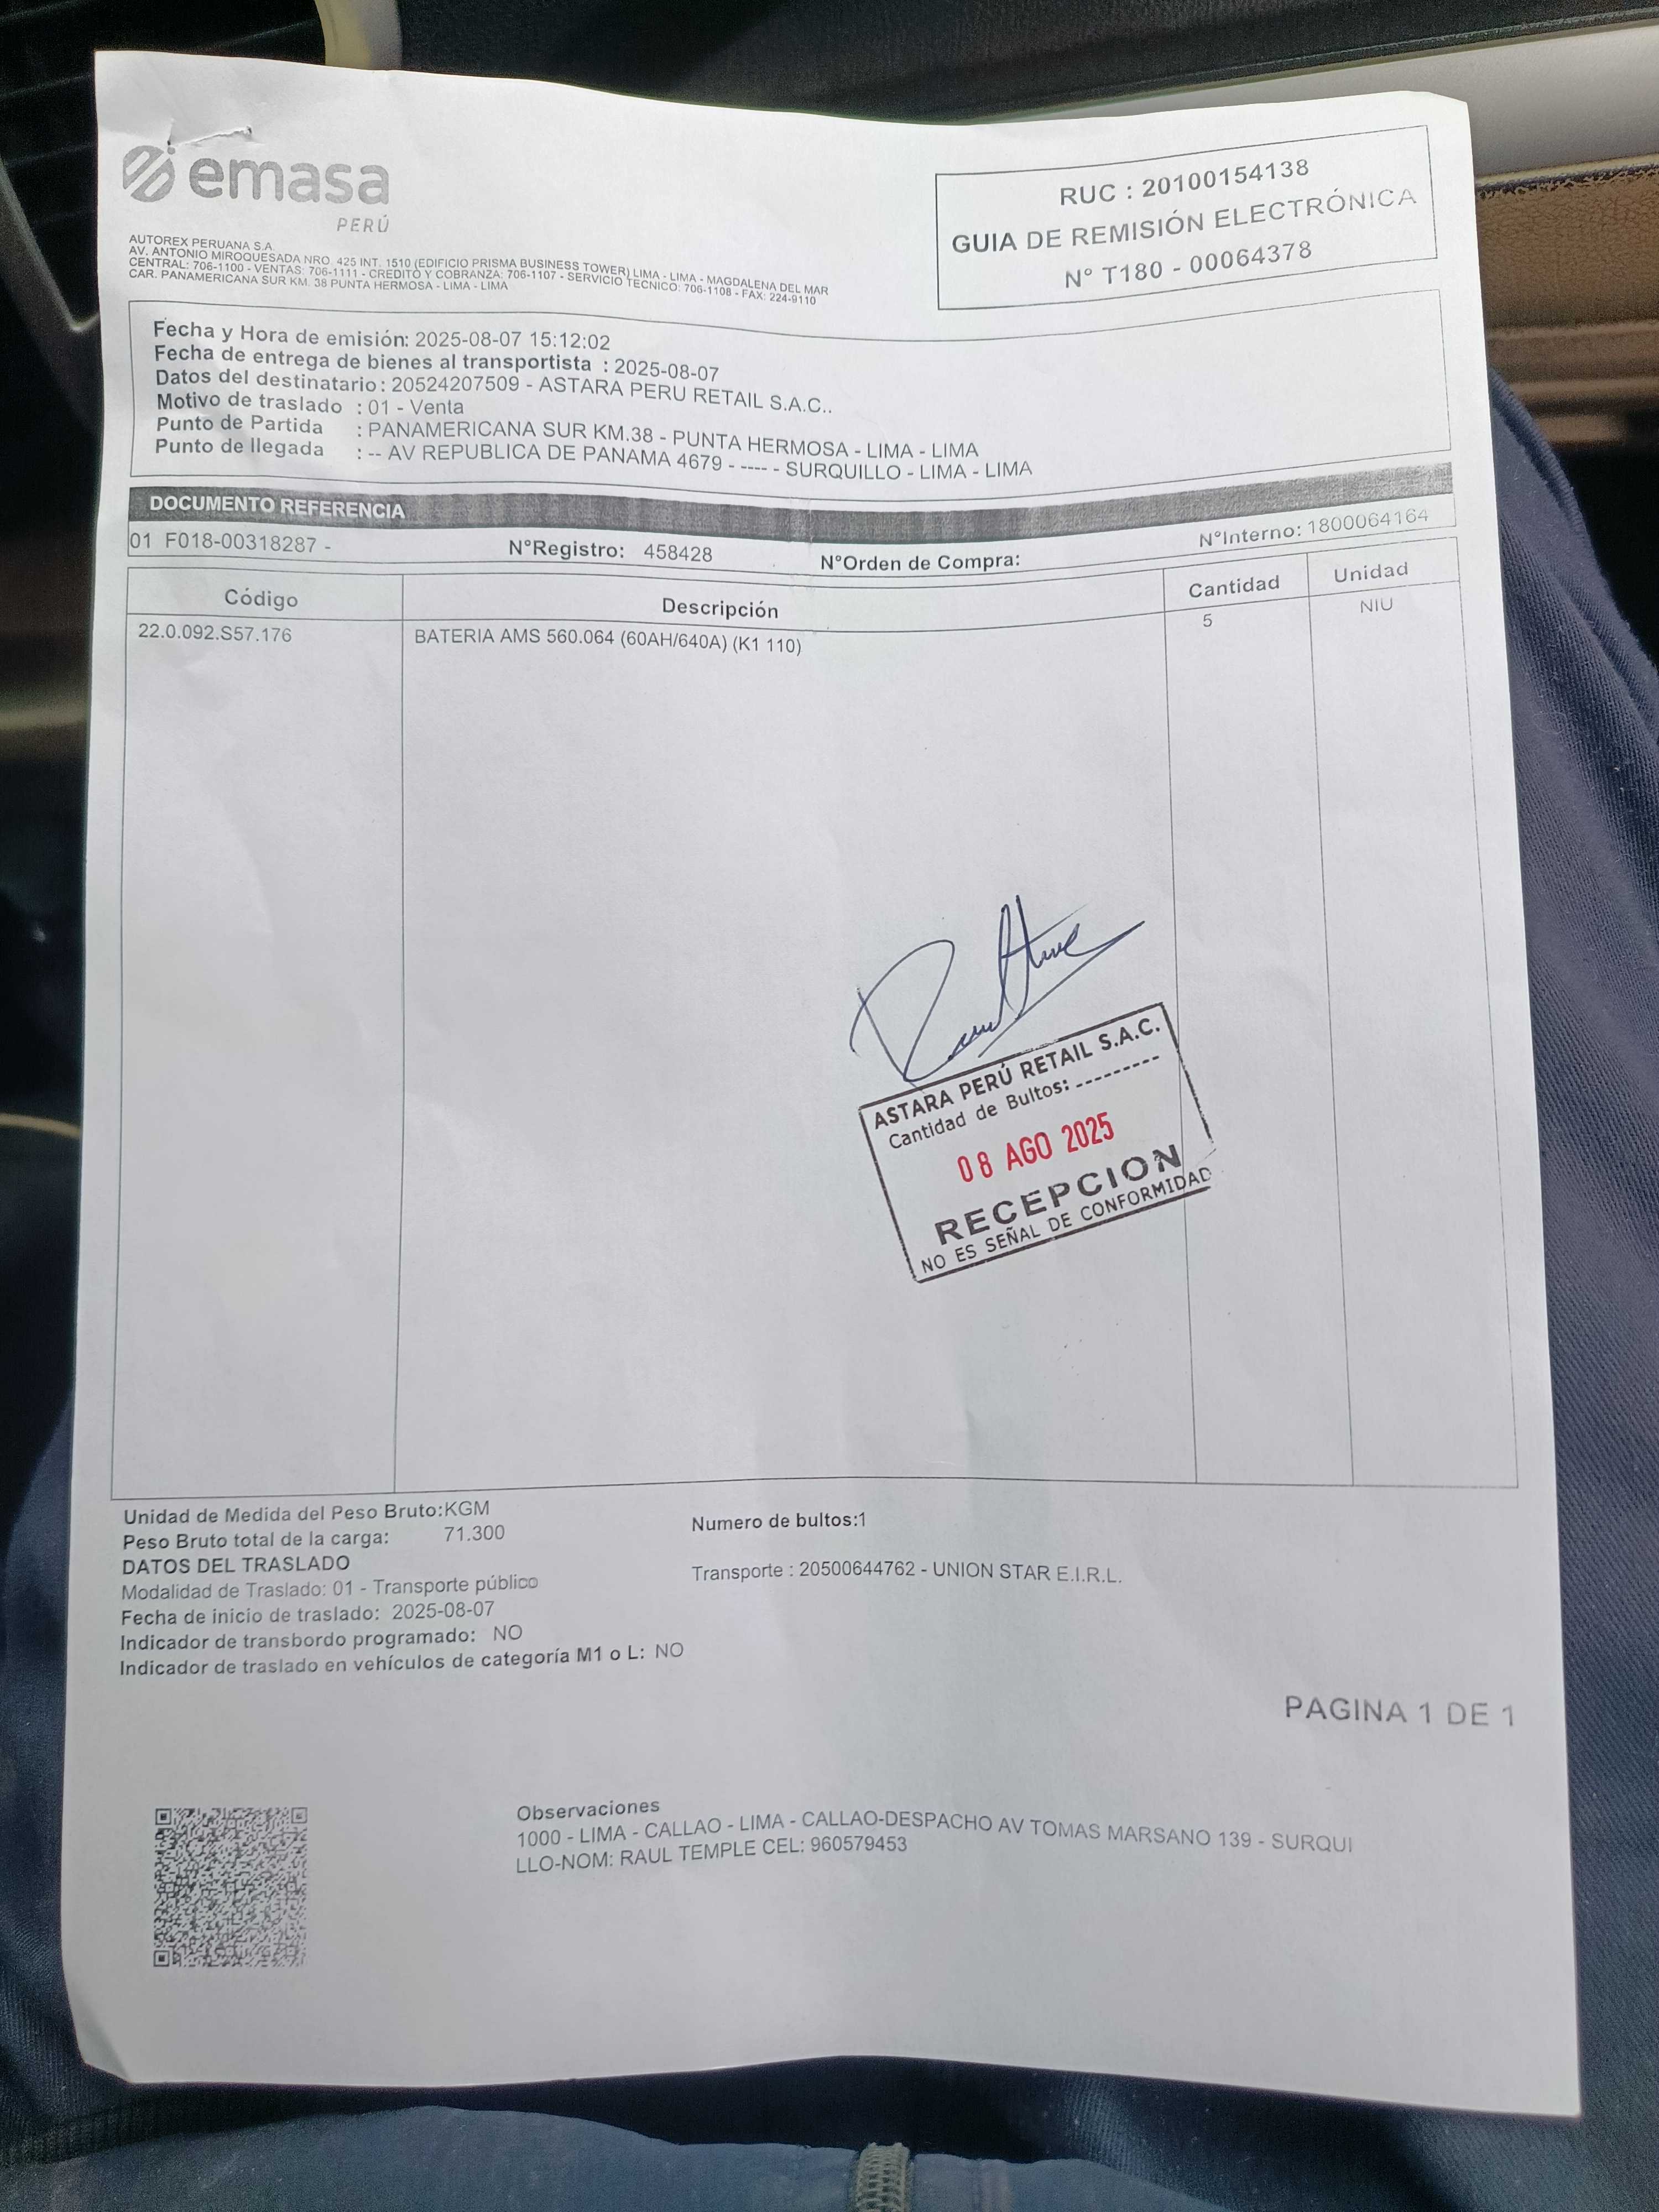 emasa
PERÚ
AUTOREX PERUANA S.A.
AV. ANTONIO MIROQUESADA NRO. 425 INT. 1510 (EDIFICIO PRISMA BUSINESS TOWER) LIMA - LIMA - MAGDALENA DEL MAR
CENTRAL: 706-1100 - VENTAS: 706-1111 - CREDITO Y COBRANZA: 706-1107 - SERVICIO TECNICO: 706-1108 - FAX: 224-9110
CAR. PANAMERICANA SUR KM. 38 PUNTA HERMOSA - LIMA - LIMA
RUC : 20100154138
GUIA DE REMISIÓN ELECTRÓNICA
Nº T180 - 00064378
Fecha y Hora de emisión: 2025-08-07 15:12:02
Fecha de entrega de bienes al transportista : 2025-08-07
Datos del destinatario : 20524207509 - ASTARA PERU RETAIL S.A.C..
Motivo de traslado : 01 - Venta
Punto de Partida : PANAMERICANA SUR KM.38 - PUNTA HERMOSA - LIMA - LIMA
Punto de llegada : -- AV REPUBLICA DE PANAMA 4679 - ---- - SURQUILLO - LIMA - LIMA
DOCUMENTO REFERENCIA
01 F018-00318287 - N°Registro: 458428 N°Orden de Compra: N°Interno: 1800064164
Código Descripción Cantidad Unidad
22.0.092.S57.176 BATERIA AMS 560.064 (60AH/640A) (K1 110) 5 NIU
ASTARA PERÚ RETAIL S.A.C.
Cantidad de Bultos: ---------
08 AGO 2025
RECEPCION
NO ES SEÑAL DE CONFORMIDAD
Unidad de Medida del Peso Bruto:KGM
Peso Bruto total de la carga: 71.300
Numero de bultos:1
DATOS DEL TRASLADO
Modalidad de Traslado: 01 - Transporte público
Transporte : 20500644762 - UNION STAR E.I.R.L.
Fecha de inicio de traslado: 2025-08-07
Indicador de transbordo programado: NO
Indicador de traslado en vehículos de categoría M1 o L: NO
PAGINA 1 DE 1
Observaciones
1000 - LIMA - CALLAO - LIMA - CALLAO-DESPACHO AV TOMAS MARSANO 139 - SURQUI
LLO-NOM: RAUL TEMPLE CEL: 960579453